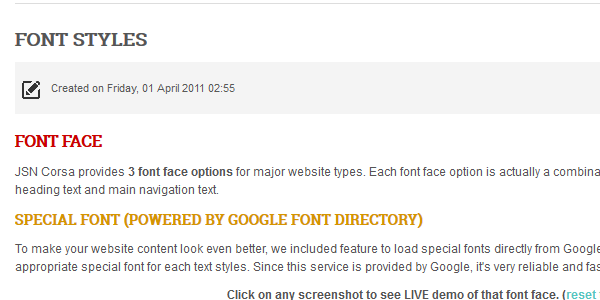 FONT STYLES
Created on Friday, 01 April 2011 02:55
FONT FACE
JSN Corsa provides 3 font face options for major website types. Each font face option is actually a combina
heading text and main navigation text.
SPECIAL FONT (POWERED BY GOOGLE FONT DIRECTORY)
To make your website content look even better, we included feature to load special fonts directly from Google
appropriate special font for each text styles. Since this service is provided by Google, it's very reliable and fas
Click on any screenshot to see LIVE demo of that font face. (reset